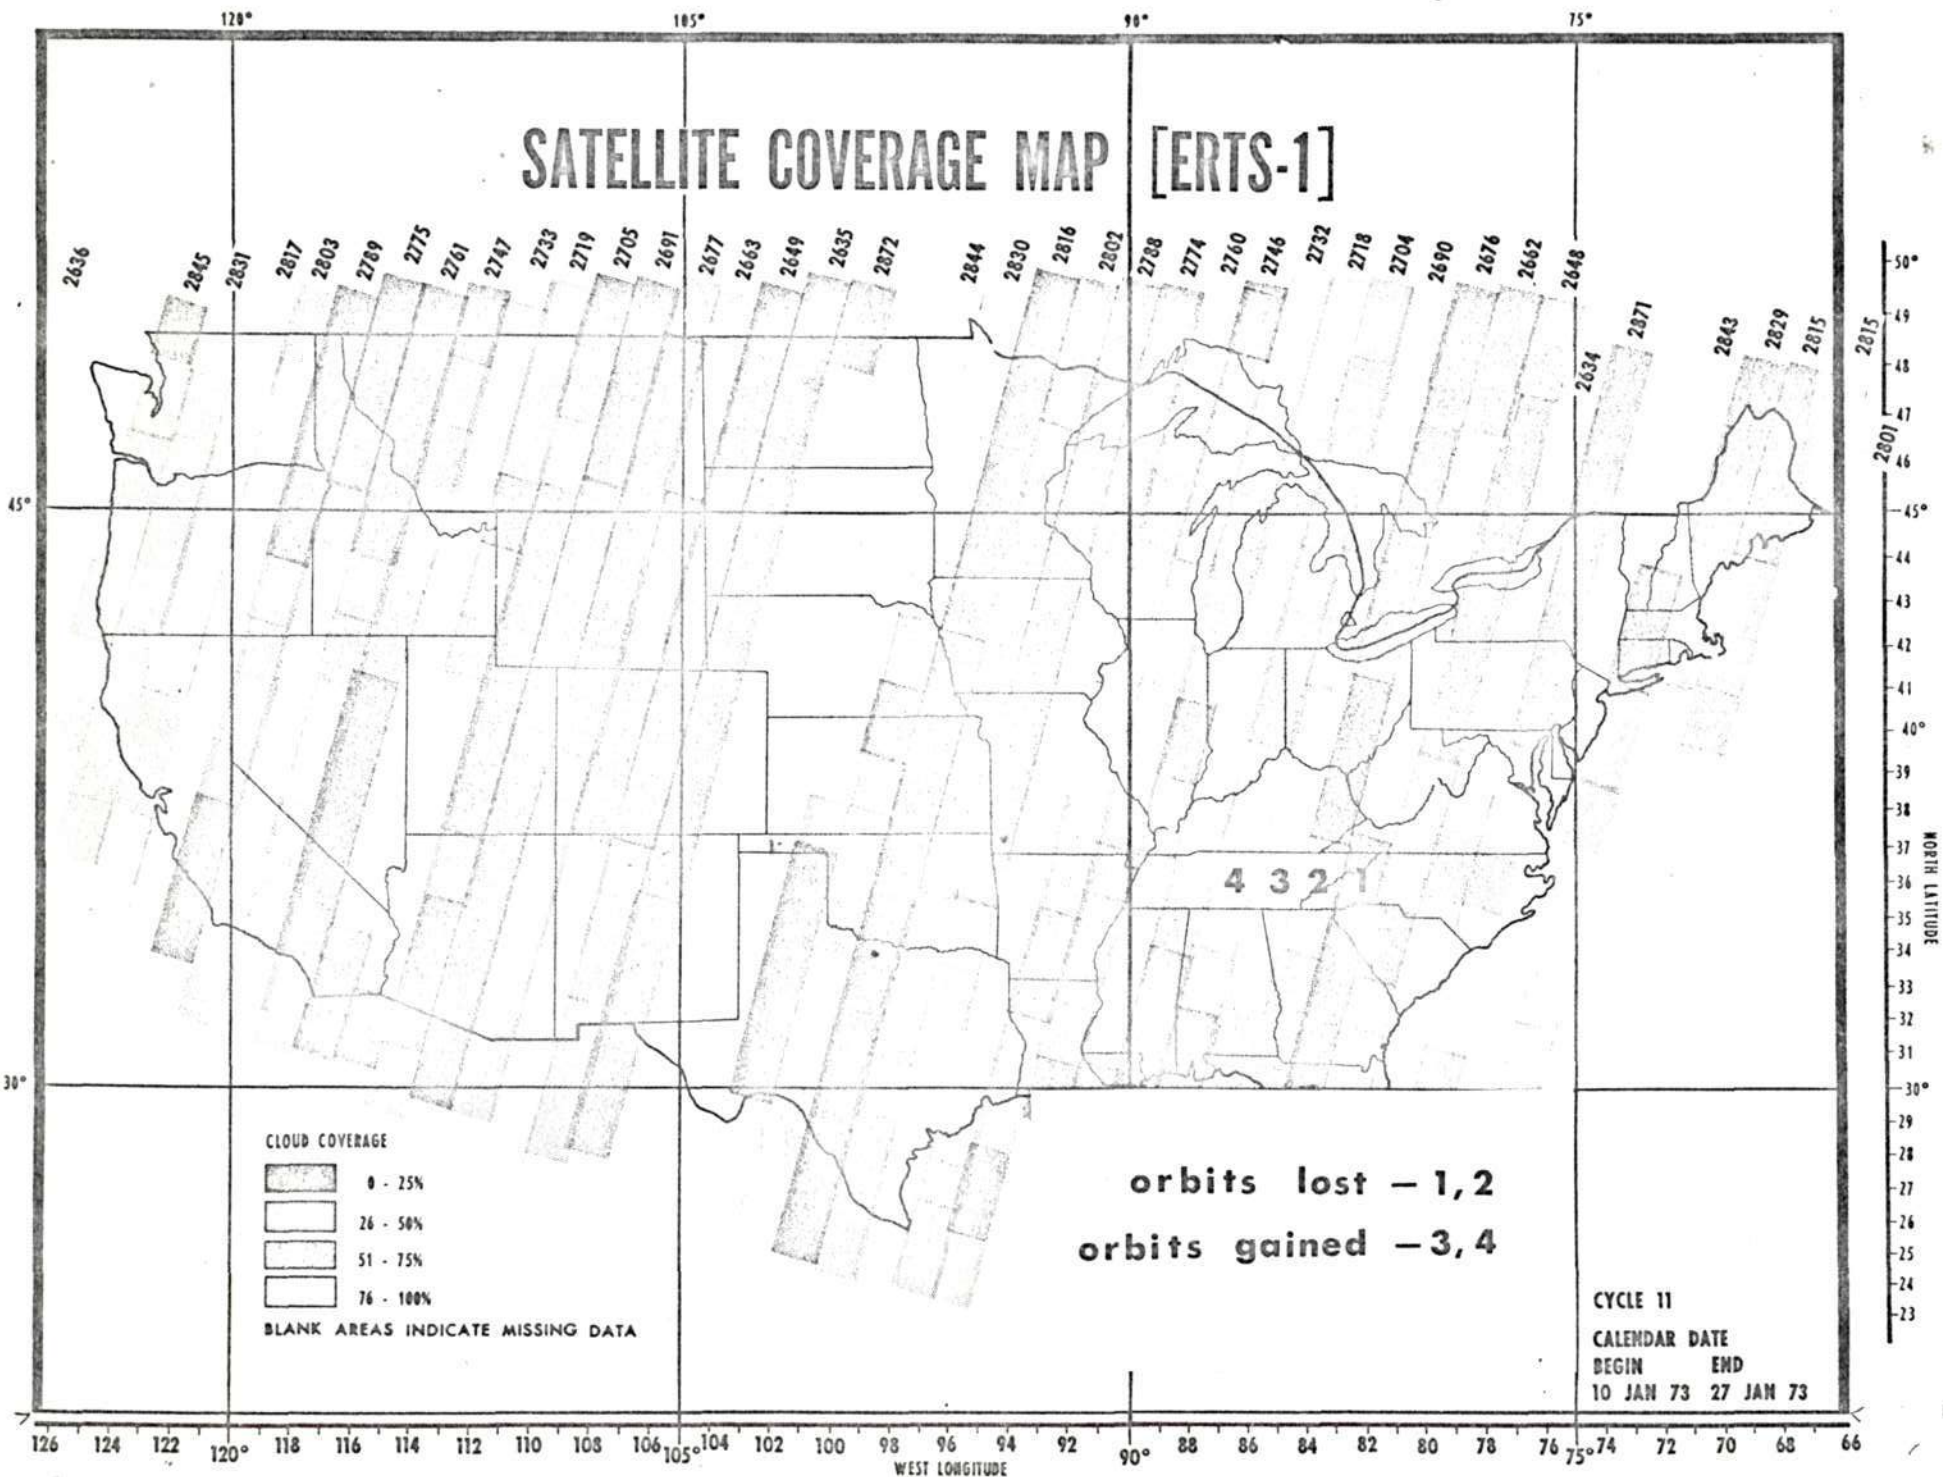 120° 105° 90° 75°
SATELLITE COVERAGE MAP [ERTS-1]
2636 2845 2831 2817 2803 2789 2775 2761 2747 2733 2719 2705 2691 2677 2663 2649 2635 2872 2844 2830 2816 2802 2788 2774 2760 2746 2732 2718 2704 2690 2676 2662 2648 2634 2871 2843 2829 2815 2815 2801
50°
49
48
47
46
45° 45° 45°
44
43
42
41
40°
39
38
37
36
35
34
33
32
31
30° 30°
29
28
27
26
25
24
23
NORTH LATITUDE
4 3 2 1
CLOUD COVERAGE
0 - 25%
26 - 50%
51 - 75%
76 - 100%
BLANK AREAS INDICATE MISSING DATA
orbits lost – 1,2
orbits gained – 3,4
CYCLE 11
CALENDAR DATE
BEGIN END
10 JAN 73 27 JAN 73
126 124 122 120° 118 116 114 112 110 108 106 105° 104 102 100 98 96 94 92 90° 88 86 84 82 80 78 76 75° 74 72 70 68 66
WEST LONGITUDE